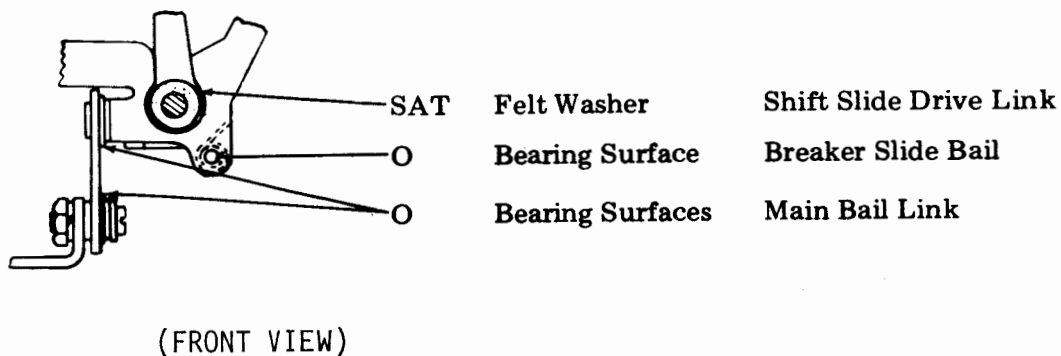 SAT Felt Washer Shift Slide Drive Link
O Bearing Surface Breaker Slide Bail
O Bearing Surfaces Main Bail Link
(FRONT VIEW)